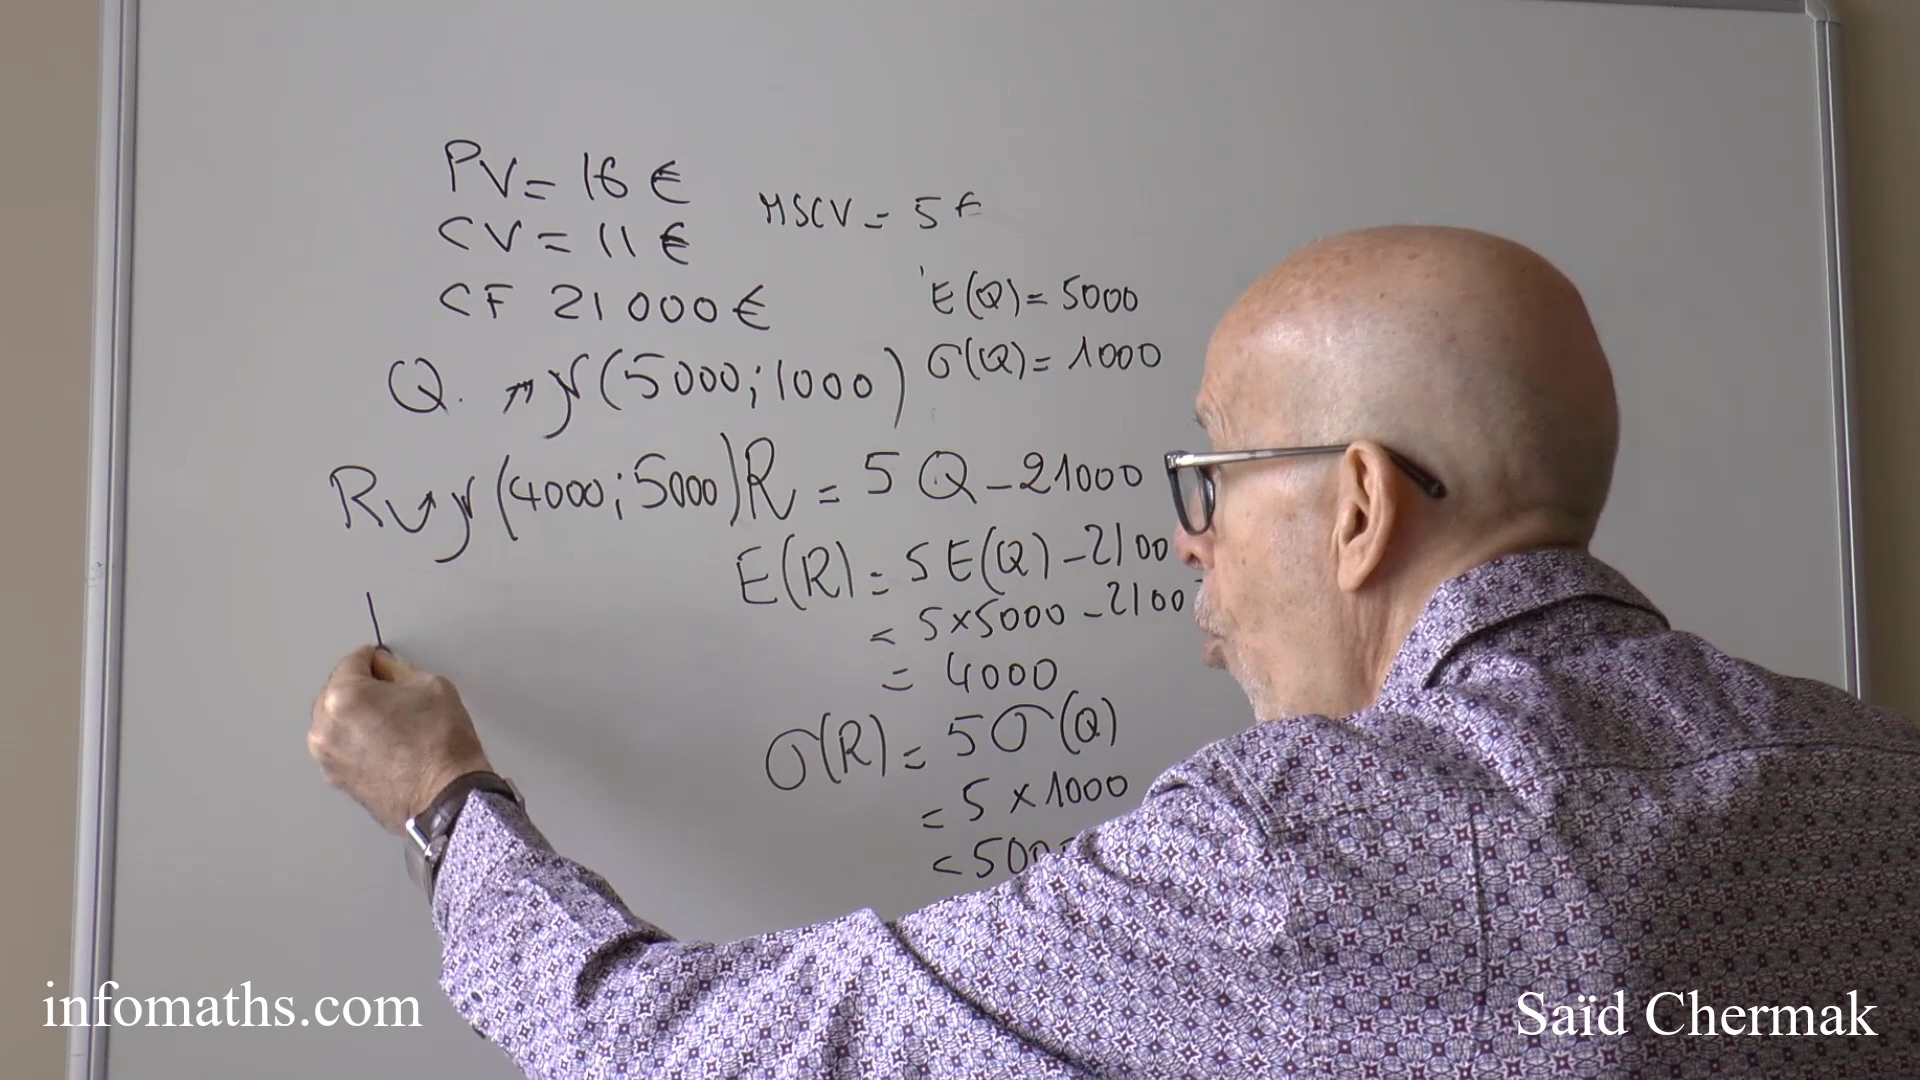 PV = 16 €
CV = 11 €
MSCV = 5 €
CF 21 000 €
E(Q) = 5000
σ(Q) = 1000
Q ↝ N(5000; 1000)
R ↝ N(4000; 5000)
R = 5 Q - 21000
E(R) = 5 E(Q) - 2100
= 5 × 5000 - 2100
= 4000
σ(R) = 5 σ(Q)
= 5 × 1000
infomaths.com
Saïd Chermak